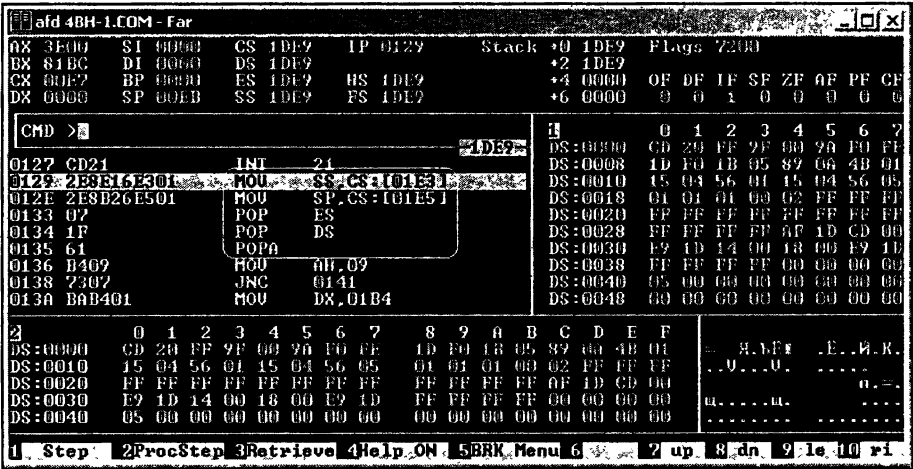 afd 4BH-1.COM - Far
AX 3E00 SI 0000 CS 1DE9 IP 0129 Stack +0 1DE9 Flags 7200
BX 81BC DI 0000 DS 1DE9 +2 1DE9
CX 00E7 BP 0000 ES 1DE9 HS 1DE9 +4 0000 OF DF IF SF ZF AF PF CF
DX 0000 SP 00EB SS 1DE9 FS 1DE9 +6 0000 0 0 1 0 0 0 0 0
CMD >
1DE9
0127 CD21 INT 21
0129 2E8E16E301 MOV SS,CS:[01E3]
012E 2E8B26E501 MOV SP,CS:[01E5]
0133 07 POP ES
0134 1F POP DS
0135 61 POPA
0136 B409 MOV AH,09
0138 7307 JNC 0141
013A BAB401 MOV DX,01B4
1 0 1 2 3 4 5 6 7
DS:0000 CD 20 FF 9F 00 9A F0 FE
DS:0008 1D F0 1B 05 89 0A 4B 01
DS:0010 15 04 56 01 15 04 56 05
DS:0018 01 01 01 00 02 FF FF FF
DS:0020 FF FF FF FF FF FF FF FF
DS:0028 FF FF FF FF AF 1D CD 00
DS:0030 E9 1D 14 00 18 00 E9 1D
DS:0038 FF FF FF FF 00 00 00 00
DS:0040 05 00 00 00 00 00 00 00
DS:0048 00 00 00 00 00 00 00 00
2 0 1 2 3 4 5 6 7 8 9 A B C D E F
DS:0000 CD 20 FF 9F 00 9A F0 FE 1D F0 1B 05 89 0A 4B 01
DS:0010 15 04 56 01 15 04 56 05 01 01 01 00 02 FF FF FF
DS:0020 FF FF FF FF FF FF FF FF FF FF FF FF AF 1D CD 00
DS:0030 E9 1D 14 00 18 00 E9 1D FF FF FF FF 00 00 00 00
DS:0040 05 00 00 00 00 00 00 00 00 00 00 00 00 00 00 00
1 Step 2ProcStep 3Retrieve 4Help ON 5BRK Menu 6 7 up 8 dn 9 le 10 ri